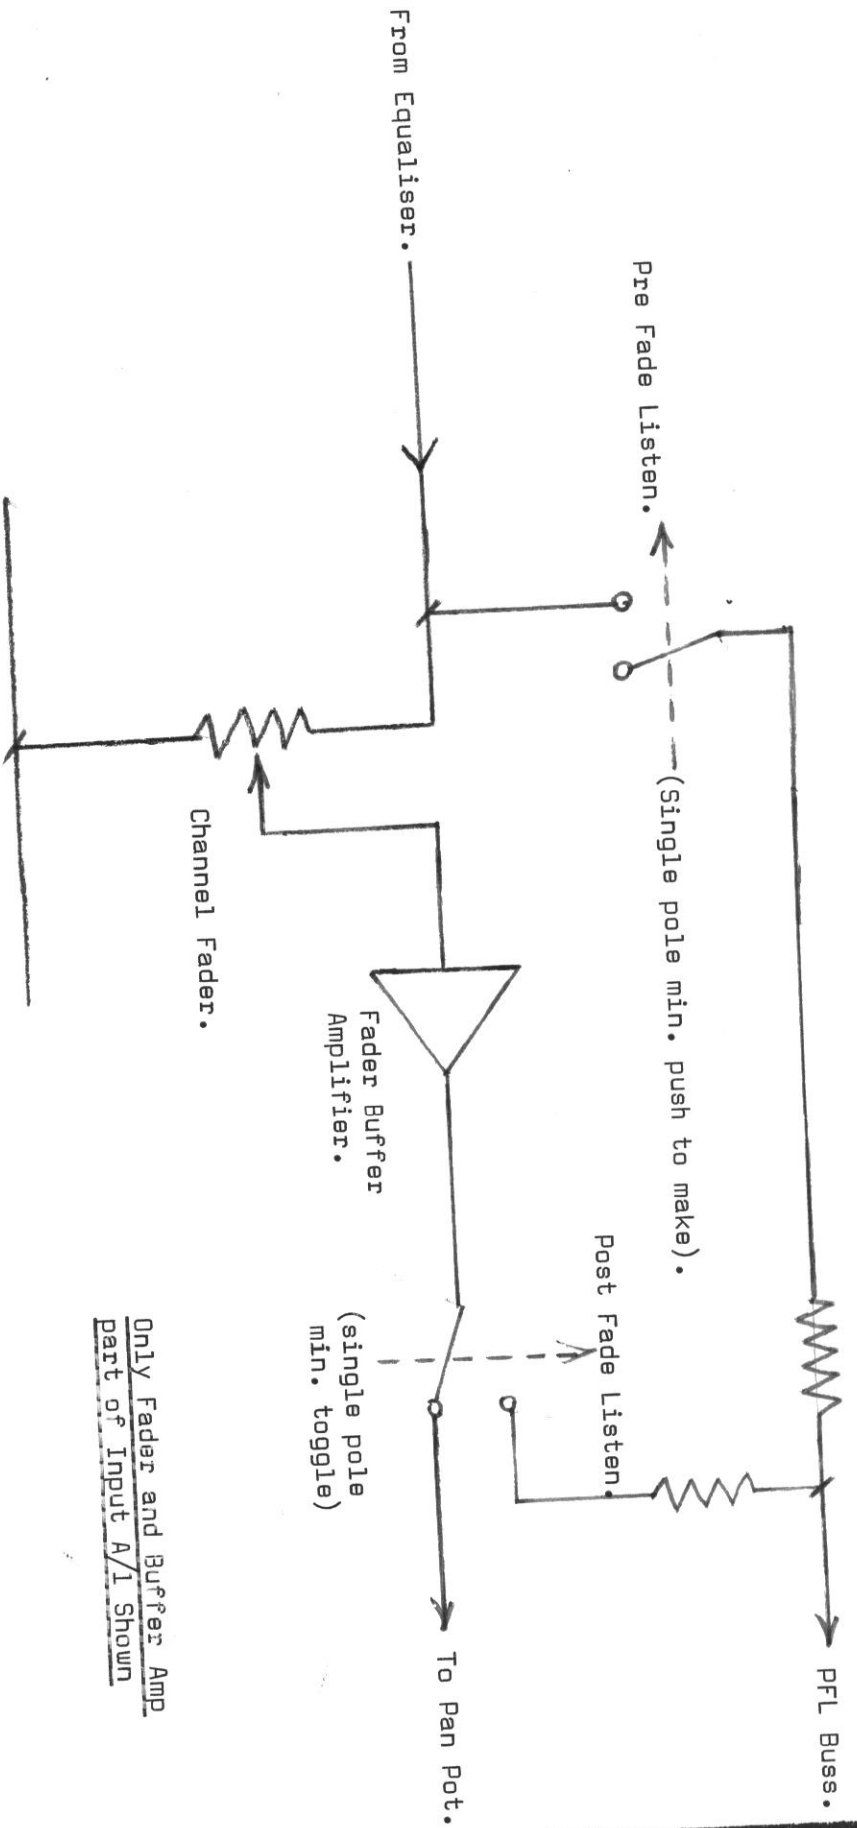 PFL Buss.
Pre Fade Listen.
(Single pole min. push to make).
Post Fade Listen.
From Equaliser.
To Pan Pot.
Fader Buffer
Amplifier.
(single pole
min. toggle)
Channel Fader.
Only Fader and Buffer Amp
part of Input A/1 Shown